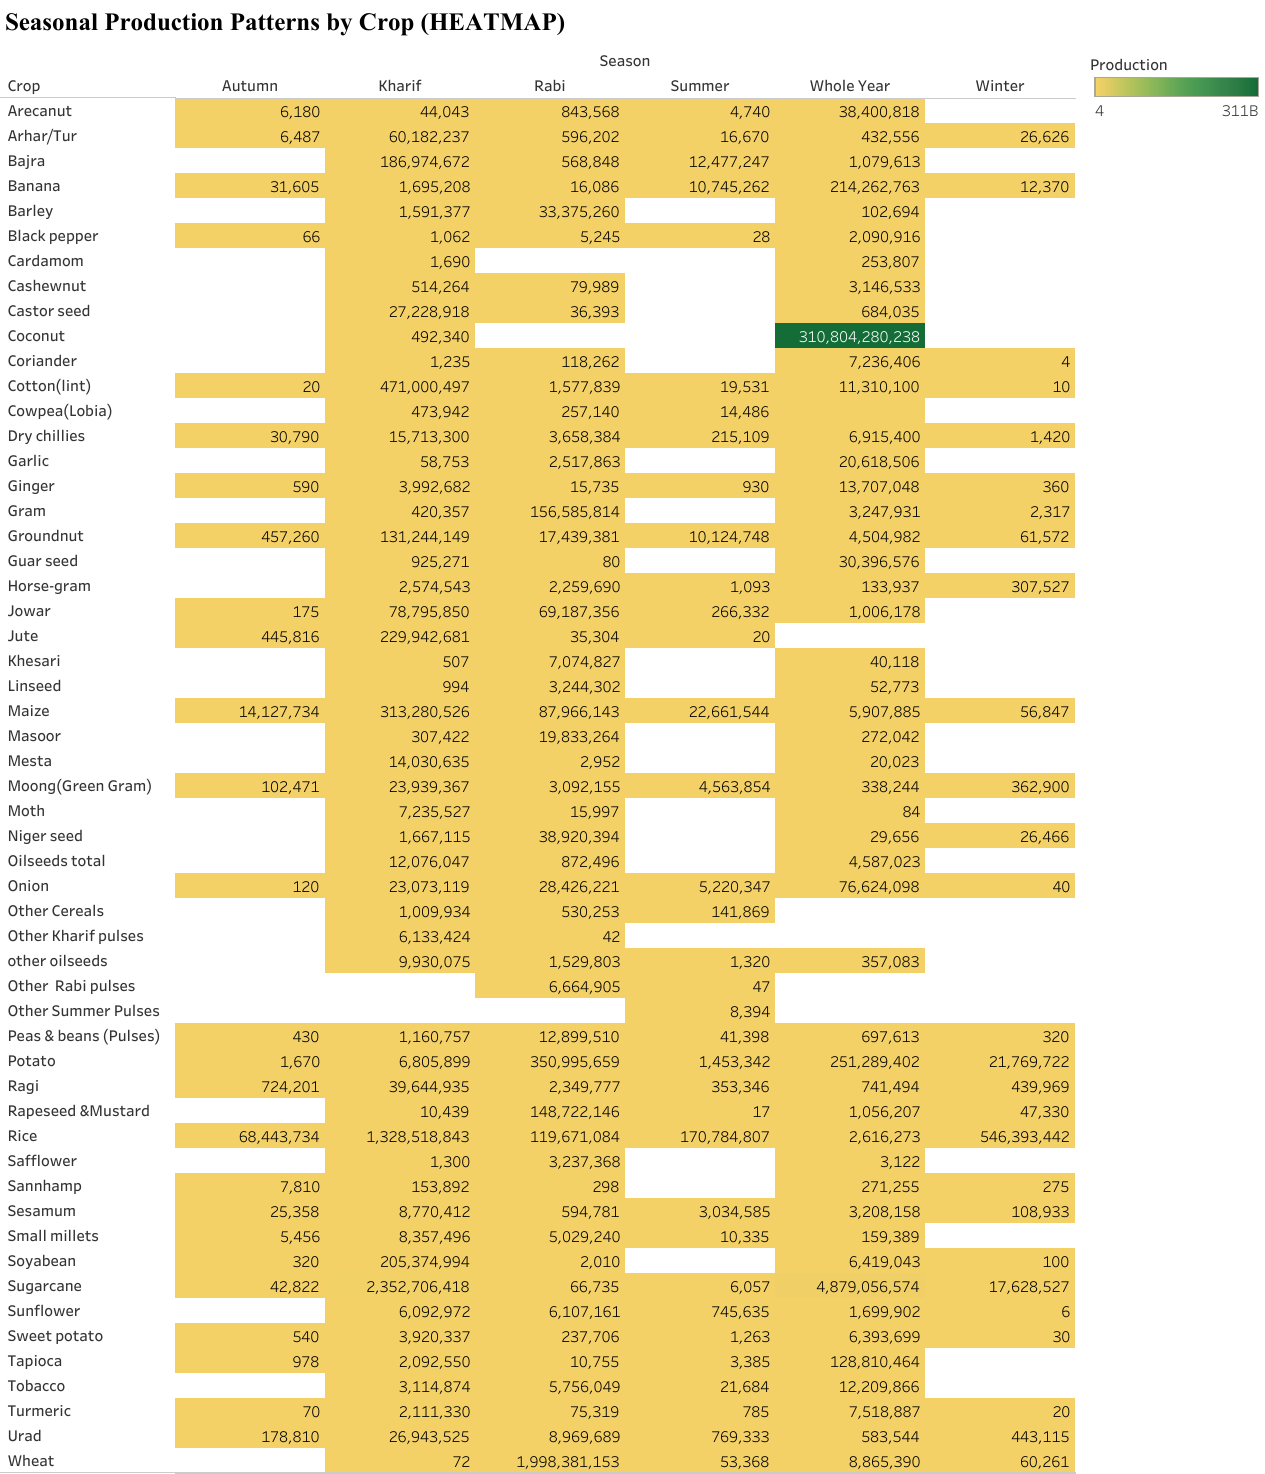 Seasonal Production Patterns by Crop (HEATMAP)
Season
Crop Autumn Kharif Rabi Summer Whole Year Winter
Production
4 311B
Arecanut 6,180 44,043 843,568 4,740 38,400,818
Arhar/Tur 6,487 60,182,237 596,202 16,670 432,556 26,626
Bajra 186,974,672 568,848 12,477,247 1,079,613
Banana 31,605 1,695,208 16,086 10,745,262 214,262,763 12,370
Barley 1,591,377 33,375,260 102,694
Black pepper 66 1,062 5,245 28 2,090,916
Cardamom 1,690 253,807
Cashewnut 514,264 79,989 3,146,533
Castor seed 27,228,918 36,393 684,035
Coconut 492,340 310,804,280,238
Coriander 1,235 118,262 7,236,406 4
Cotton(lint) 20 471,000,497 1,577,839 19,531 11,310,100 10
Cowpea(Lobia) 473,942 257,140 14,486
Dry chillies 30,790 15,713,300 3,658,384 215,109 6,915,400 1,420
Garlic 58,753 2,517,863 20,618,506
Ginger 590 3,992,682 15,735 930 13,707,048 360
Gram 420,357 156,585,814 3,247,931 2,317
Groundnut 457,260 131,244,149 17,439,381 10,124,748 4,504,982 61,572
Guar seed 925,271 80 30,396,576
Horse-gram 2,574,543 2,259,690 1,093 133,937 307,527
Jowar 175 78,795,850 69,187,356 266,332 1,006,178
Jute 445,816 229,942,681 35,304 20
Khesari 507 7,074,827 40,118
Linseed 994 3,244,302 52,773
Maize 14,127,734 313,280,526 87,966,143 22,661,544 5,907,885 56,847
Masoor 307,422 19,833,264 272,042
Mesta 14,030,635 2,952 20,023
Moong(Green Gram) 102,471 23,939,367 3,092,155 4,563,854 338,244 362,900
Moth 7,235,527 15,997 84
Niger seed 1,667,115 38,920,394 29,656 26,466
Oilseeds total 12,076,047 872,496 4,587,023
Onion 120 23,073,119 28,426,221 5,220,347 76,624,098 40
Other Cereals 1,009,934 530,253 141,869
Other Kharif pulses 6,133,424 42
other oilseeds 9,930,075 1,529,803 1,320 357,083
Other  Rabi pulses 6,664,905 47
Other Summer Pulses 8,394
Peas & beans (Pulses) 430 1,160,757 12,899,510 41,398 697,613 320
Potato 1,670 6,805,899 350,995,659 1,453,342 251,289,402 21,769,722
Ragi 724,201 39,644,935 2,349,777 353,346 741,494 439,969
Rapeseed &Mustard 10,439 148,722,146 17 1,056,207 47,330
Rice 68,443,734 1,328,518,843 119,671,084 170,784,807 2,616,273 546,393,442
Safflower 1,300 3,237,368 3,122
Sannhamp 7,810 153,892 298 271,255 275
Sesamum 25,358 8,770,412 594,781 3,034,585 3,208,158 108,933
Small millets 5,456 8,357,496 5,029,240 10,335 159,389
Soyabean 320 205,374,994 2,010 6,419,043 100
Sugarcane 42,822 2,352,706,418 66,735 6,057 4,879,056,574 17,628,527
Sunflower 6,092,972 6,107,161 745,635 1,699,902 6
Sweet potato 540 3,920,337 237,706 1,263 6,393,699 30
Tapioca 978 2,092,550 10,755 3,385 128,810,464
Tobacco 3,114,874 5,756,049 21,684 12,209,866
Turmeric 70 2,111,330 75,319 785 7,518,887 20
Urad 178,810 26,943,525 8,969,689 769,333 583,544 443,115
Wheat 72 1,998,381,153 53,368 8,865,390 60,261